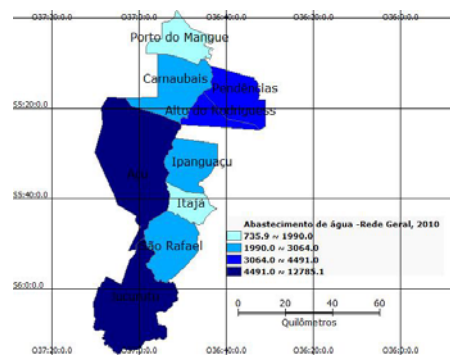 O37:20:0.0 O37:0:0.0 O36:40:0.0 O36:20:0.0 O36:0:0.0
Porto do Mangue
Carnaubais
Pendências
S5:20:0.0
Alto do Rodrigues
Açu
Ipanguaçu
S5:40:0.0
Itajá
São Rafael
Abastecimento de água -Rede Geral, 2010
735.9 ~ 1990.0
1990.0 ~ 3064.0
3064.0 ~ 4491.0
4491.0 ~ 12785.1
S6:0:0.0
0 20 40 60
Quilômetros
O37:20:0.0 O37:0:0.0 O36:40:0.0 O36:20:0.0 O36:0:0.0